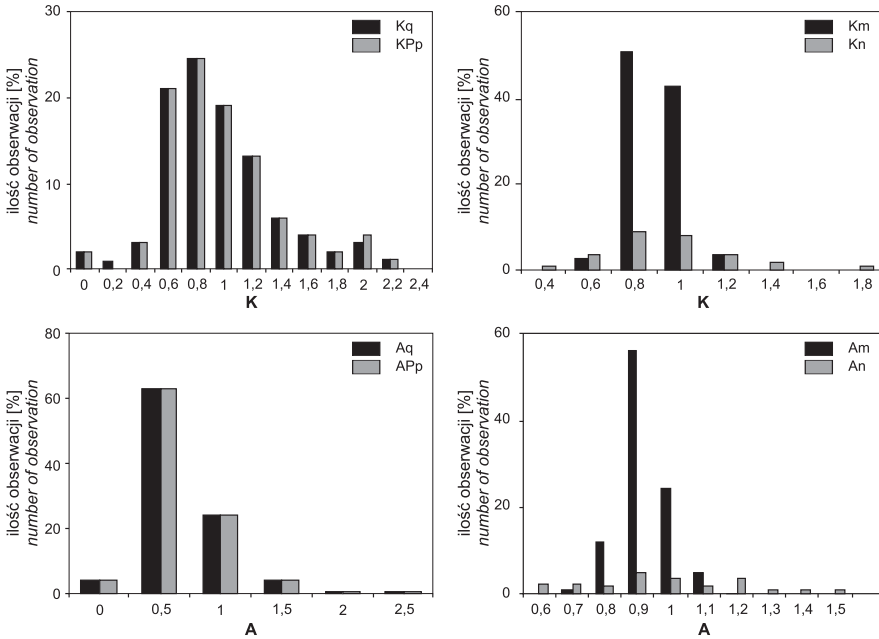 30
20
10
0
ilość obserwacji [%]
number of observation
Kq
KPp
0 0,2 0,4 0,6 0,8 1 1,2 1,4 1,6 1,8 2 2,2 2,4
K
60
40
20
0
ilość obserwacji [%]
number of observation
Km
Kn
0,4 0,6 0,8 1 1,2 1,4 1,6 1,8
K
80
60
40
20
0
ilość obserwacji [%]
number of observation
Aq
APp
0 0,5 1 1,5 2 2,5
A
60
40
20
0
ilość obserwacji [%]
number of observation
Am
An
0,6 0,7 0,8 0,9 1 1,1 1,2 1,3 1,4 1,5
A